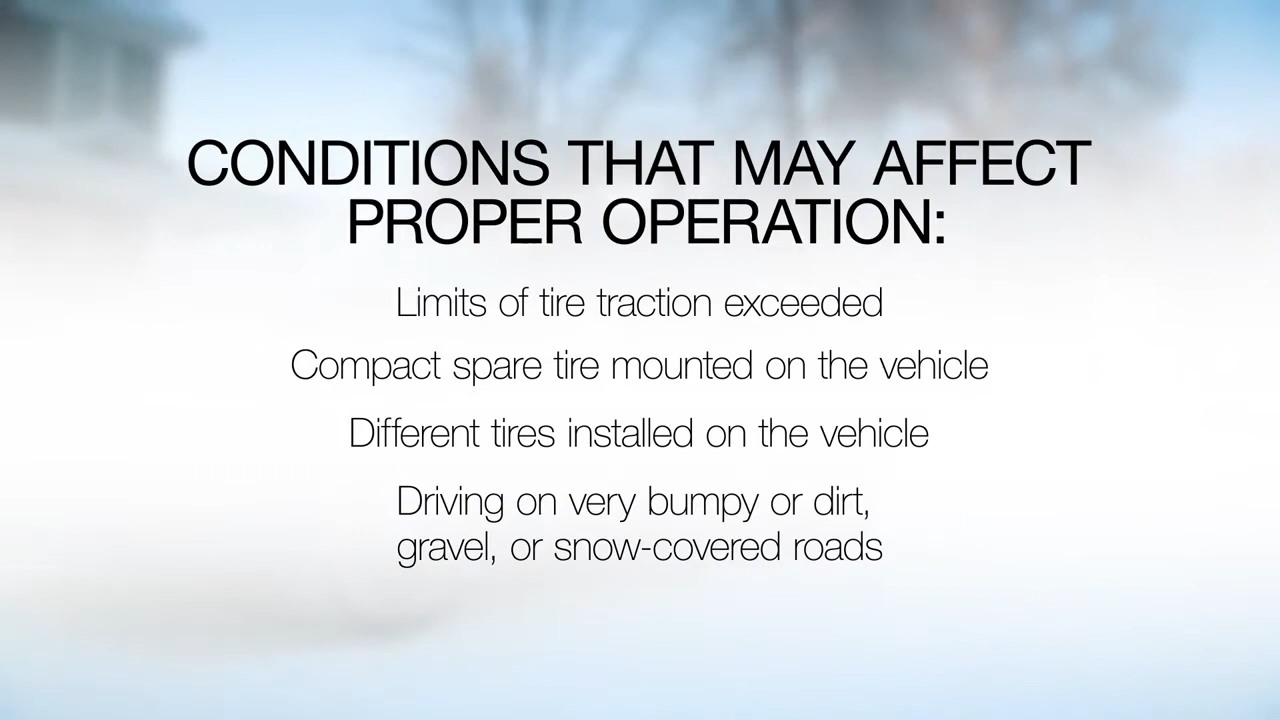 CONDITIONS THAT MAY AFFECT
PROPER OPERATION:
Limits of tire traction exceeded
Compact spare tire mounted on the vehicle
Different tires installed on the vehicle
Driving on very bumpy or dirt,
gravel, or snow-covered roads